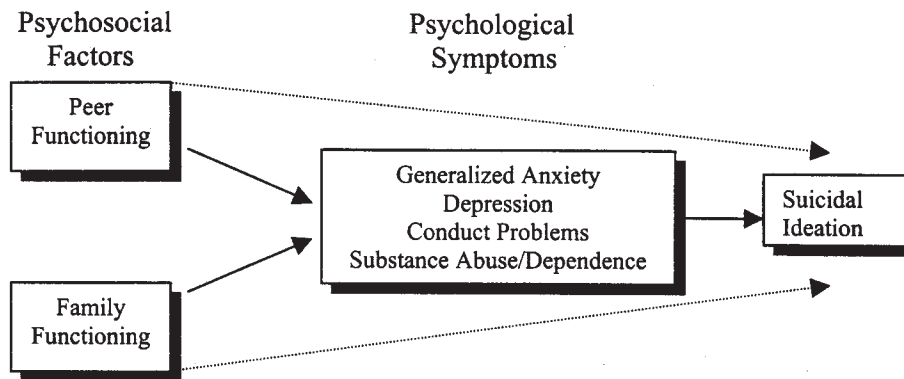 Psychosocial
Factors
Psychological
Symptoms
Peer
Functioning
Generalized Anxiety
Depression
Conduct Problems
Substance Abuse/Dependence
Suicidal
Ideation
Family
Functioning